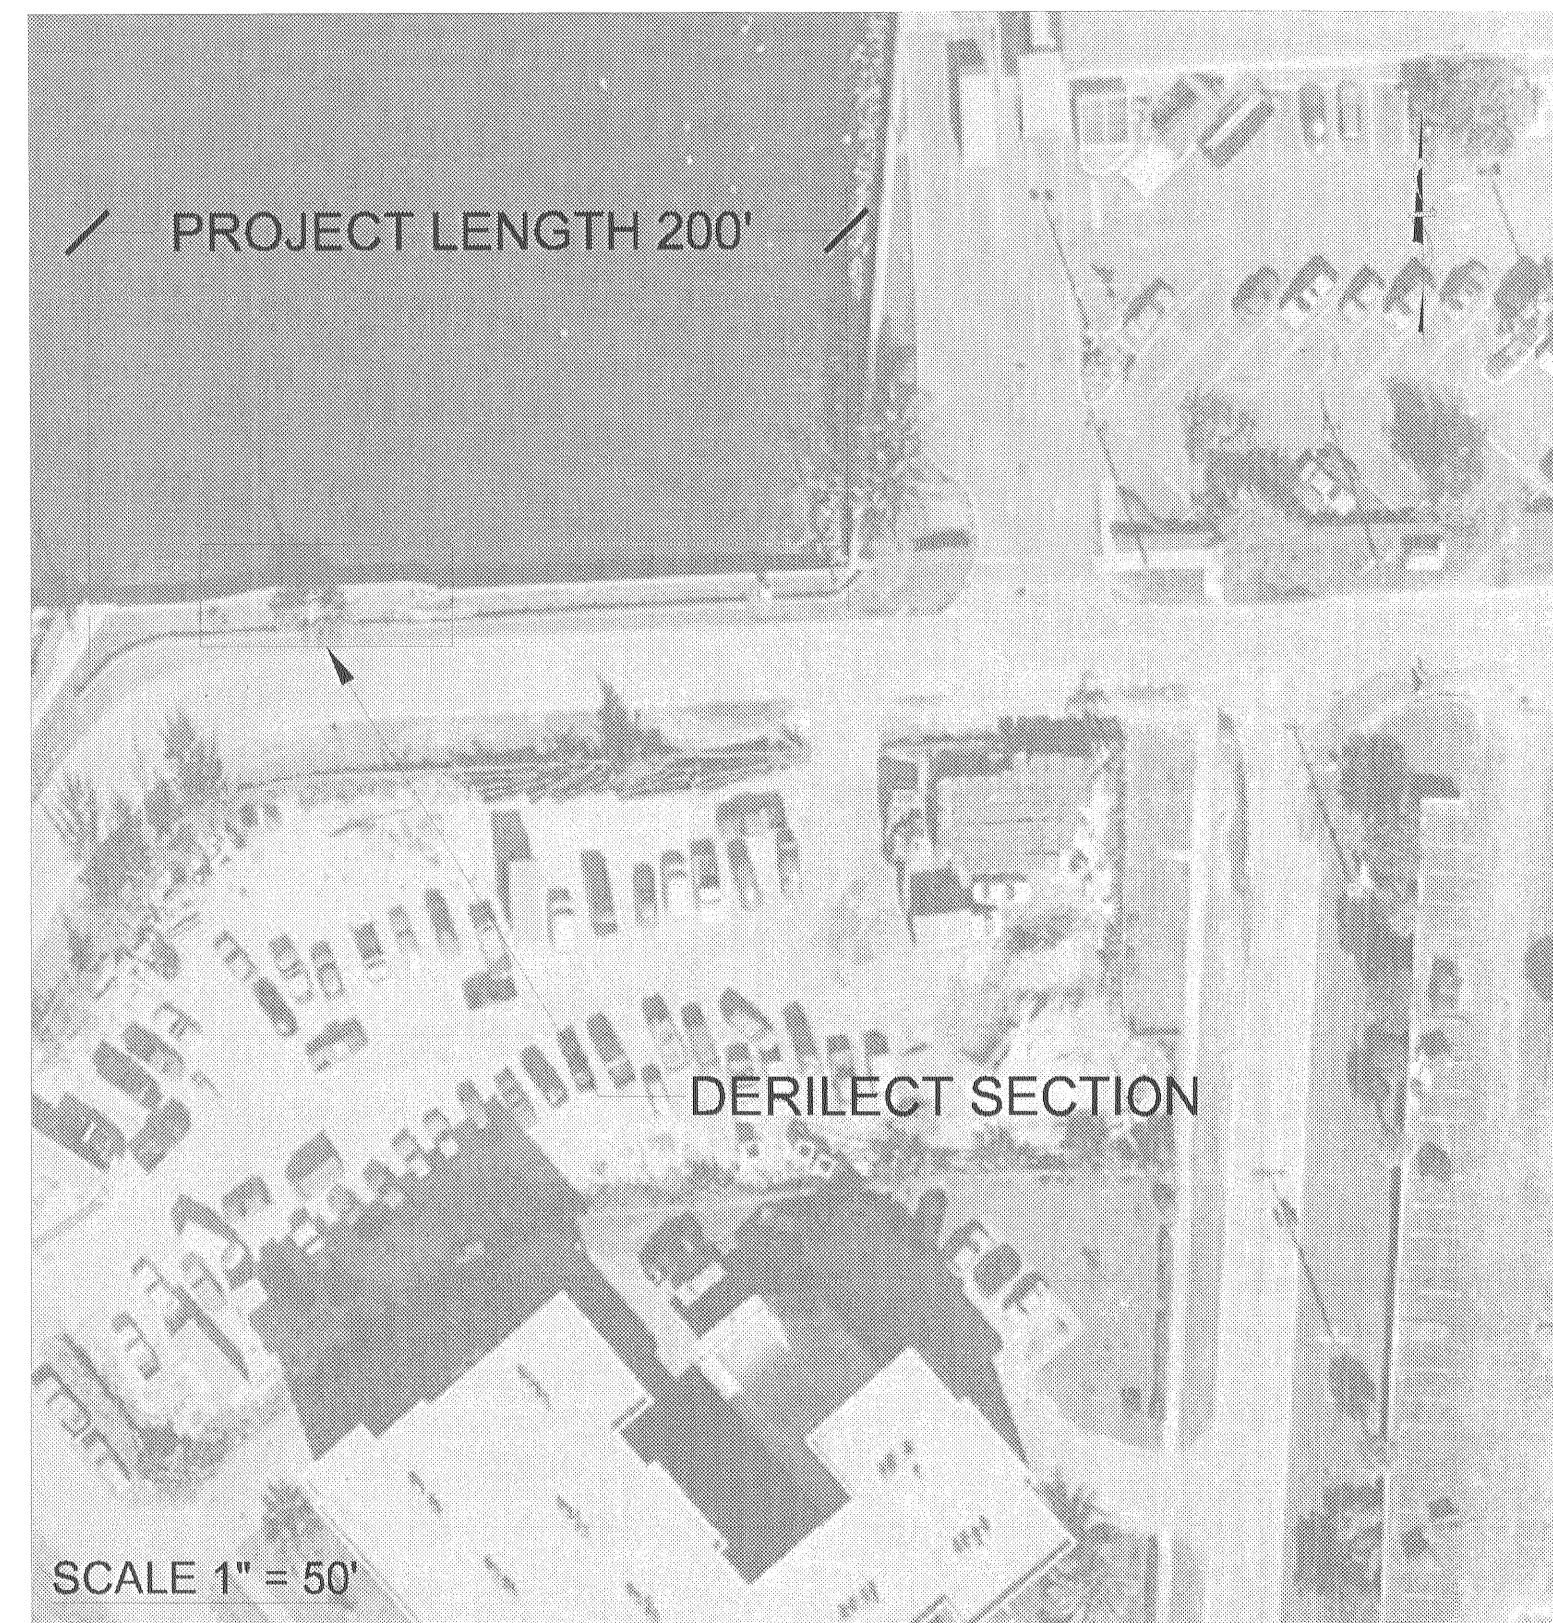 PROJECT LENGTH 200'
DERILECT SECTION
SCALE 1" = 50'